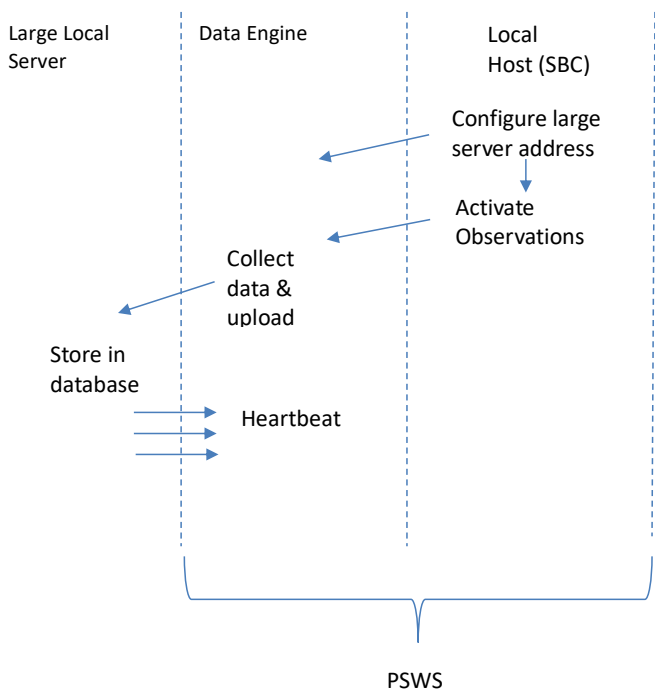 Large Local
Server
Data Engine
Local
Host (SBC)
Configure large
server address
Activate
Observations
Collect
data &
upload
Store in
database
Heartbeat
PSWS